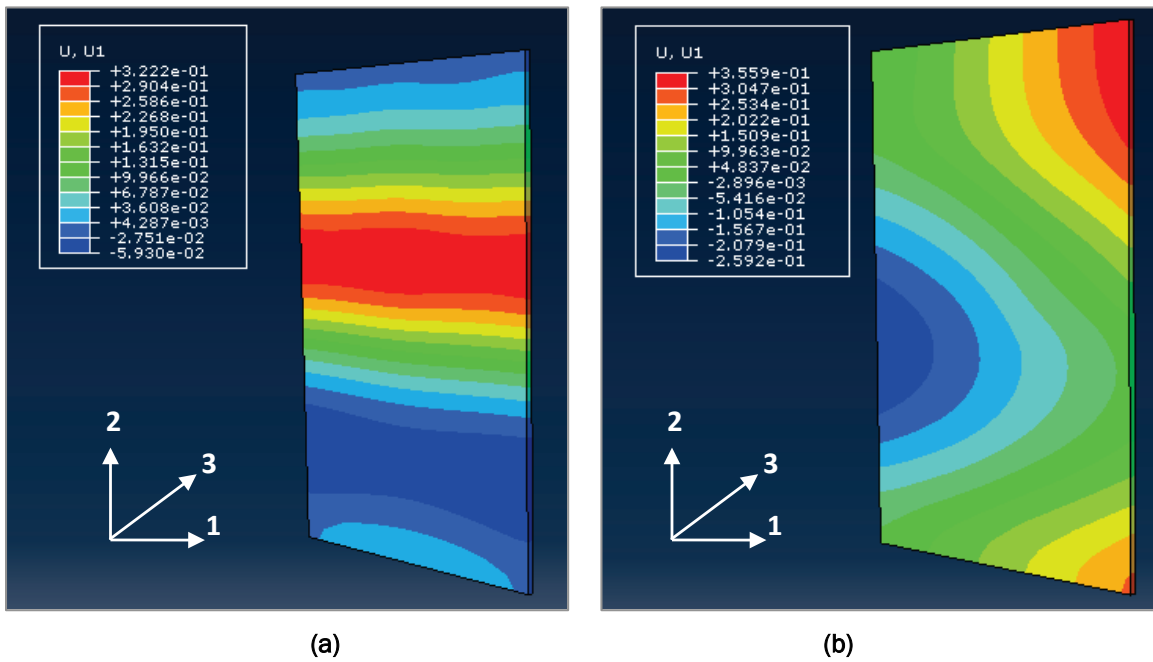 U, U1
+3.222e-01
+2.904e-01
+2.586e-01
+2.268e-01
+1.950e-01
+1.632e-01
+1.315e-01
+9.966e-02
+6.787e-02
+3.608e-02
+4.287e-03
-2.751e-02
-5.930e-02
2
3
1
(a)
U, U1
+3.559e-01
+3.047e-01
+2.534e-01
+2.022e-01
+1.509e-01
+9.963e-02
+4.837e-02
-2.896e-03
-5.416e-02
-1.054e-01
-1.567e-01
-2.079e-01
-2.592e-01
2
3
1
(b)